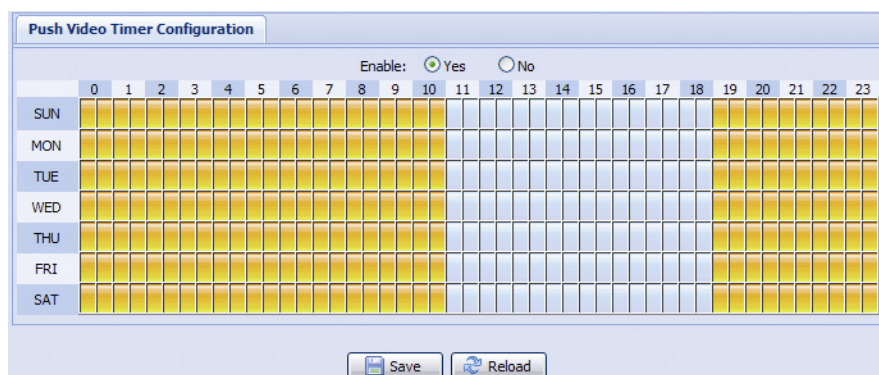 Push Video Timer Configuration
Enable: Yes No
0 1 2 3 4 5 6 7 8 9 10 11 12 13 14 15 16 17 18 19 20 21 22 23
SUN
MON
TUE
WED
THU
FRI
SAT
Save Reload